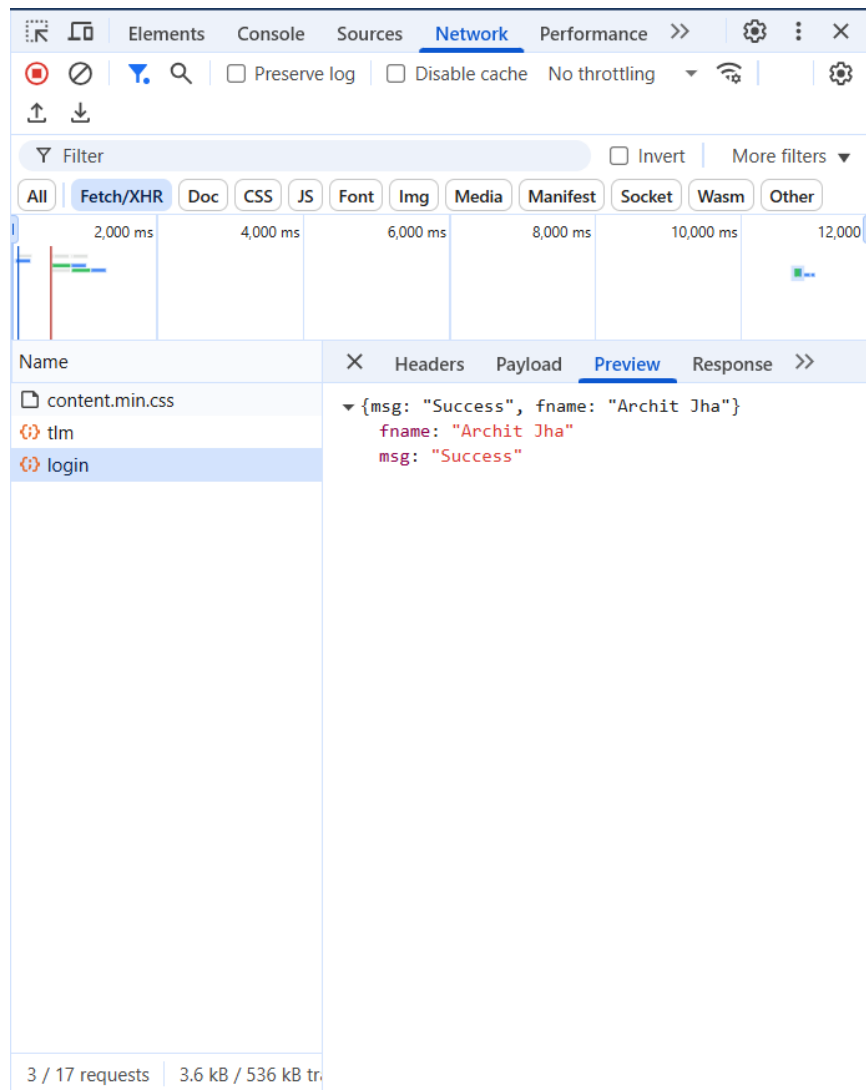 Elements Console Sources Network Performance
Preserve log Disable cache No throttling
Filter Invert More filters
All Fetch/XHR Doc CSS JS Font Img Media Manifest Socket Wasm Other
2,000 ms 4,000 ms 6,000 ms 8,000 ms 10,000 ms 12,000
Name Headers Payload Preview Response
content.min.css
tlm
login
{msg: "Success", fname: "Archit Jha"}
fname: "Archit Jha"
msg: "Success"
3 / 17 requests 3.6 kB / 536 kB tr